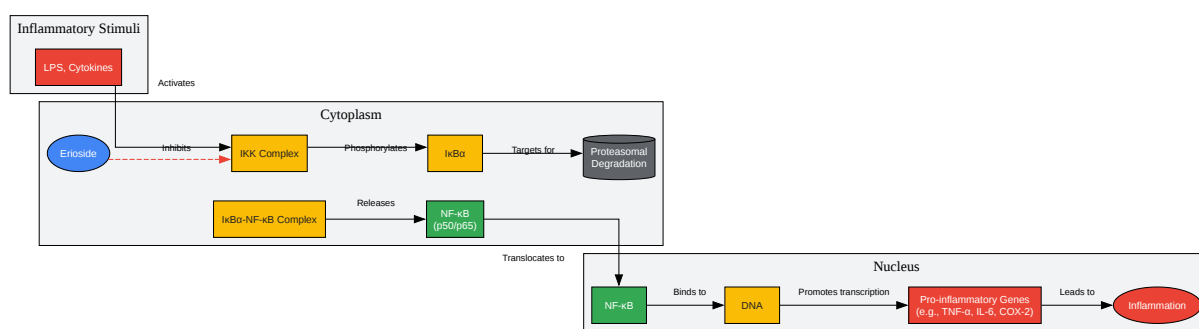 Inflammatory Stimuli
LPS, Cytokines
Activates
Cytoplasm
Erioside
Inhibits
IKK Complex
Phosphorylates
IκBα
Targets for
Proteasomal
Degradation
IκBα-NF-κB Complex
Releases
NF-κB
(p50/p65)
Translocates to
Nucleus
NF-κB
Binds to
DNA
Promotes transcription
Pro-inflammatory Genes
(e.g., TNF-α, IL-6, COX-2)
Leads to
Inflammation